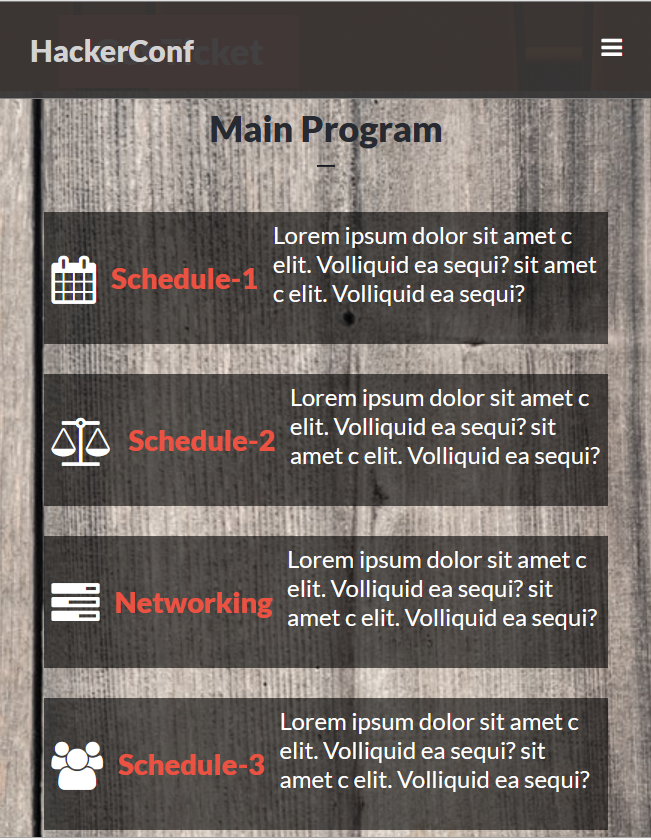 HackerConf
Main Program
Lorem ipsum dolor sit amet c
elit. Volliquid ea sequi? sit amet
c elit. Volliquid ea sequi?
Schedule-1
Lorem ipsum dolor sit amet c
elit. Volliquid ea sequi? sit
amet c elit. Volliquid ea sequi?
Schedule-2
Lorem ipsum dolor sit amet c
elit. Volliquid ea sequi? sit
amet c elit. Volliquid ea sequi?
Networking
Lorem ipsum dolor sit amet c
elit. Volliquid ea sequi? sit
amet c elit. Volliquid ea sequi?
Schedule-3